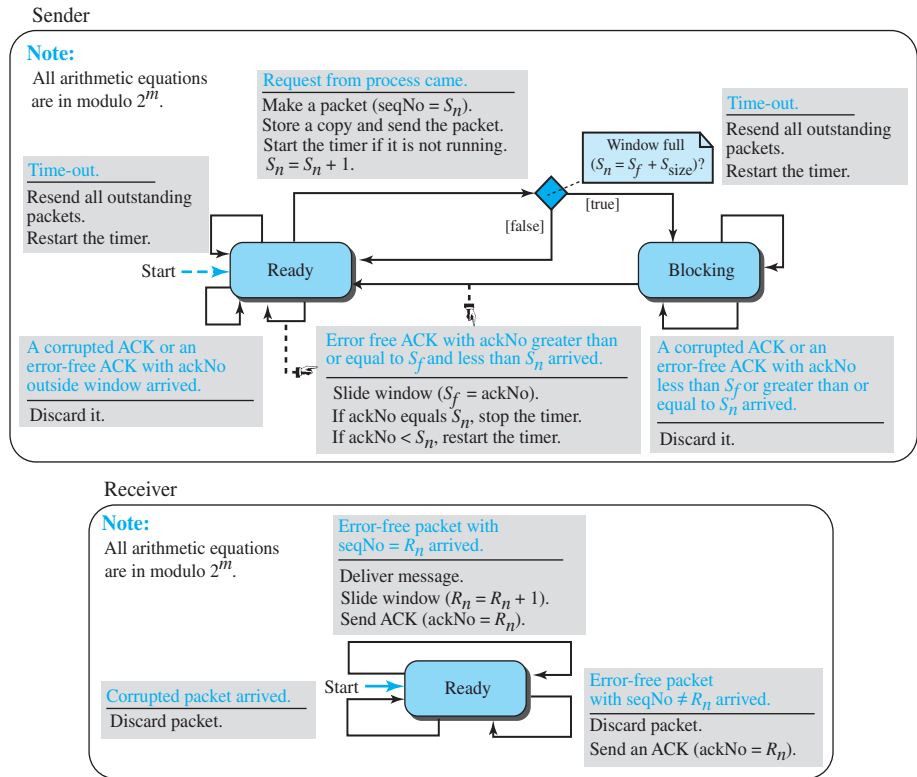 Sender
Note:
All arithmetic equations
are in modulo 2^m.
Request from process came.
Make a packet (seqNo = S_n).
Store a copy and send the packet.
Start the timer if it is not running.
S_n = S_n + 1.
Window full
(S_n = S_f + S_size)?
Time-out.
Resend all outstanding
packets.
Restart the timer.
Time-out.
Resend all outstanding
packets.
Restart the timer.
[false]
[true]
Start
Ready
Blocking
A corrupted ACK or an
error-free ACK with ackNo
outside window arrived.
Discard it.
Error free ACK with ackNo greater than
or equal to S_f and less than S_n arrived.
Slide window (S_f = ackNo).
If ackNo equals S_n, stop the timer.
If ackNo < S_n, restart the timer.
A corrupted ACK or an
error-free ACK with ackNo
less than S_f or greater than or
equal to S_n arrived.
Discard it.
Receiver
Note:
All arithmetic equations
are in modulo 2^m.
Error-free packet with
seqNo = R_n arrived.
Deliver message.
Slide window (R_n = R_n + 1).
Send ACK (ackNo = R_n).
Corrupted packet arrived.
Discard packet.
Start
Ready
Error-free packet
with seqNo ≠ R_n arrived.
Discard packet.
Send an ACK (ackNo = R_n).